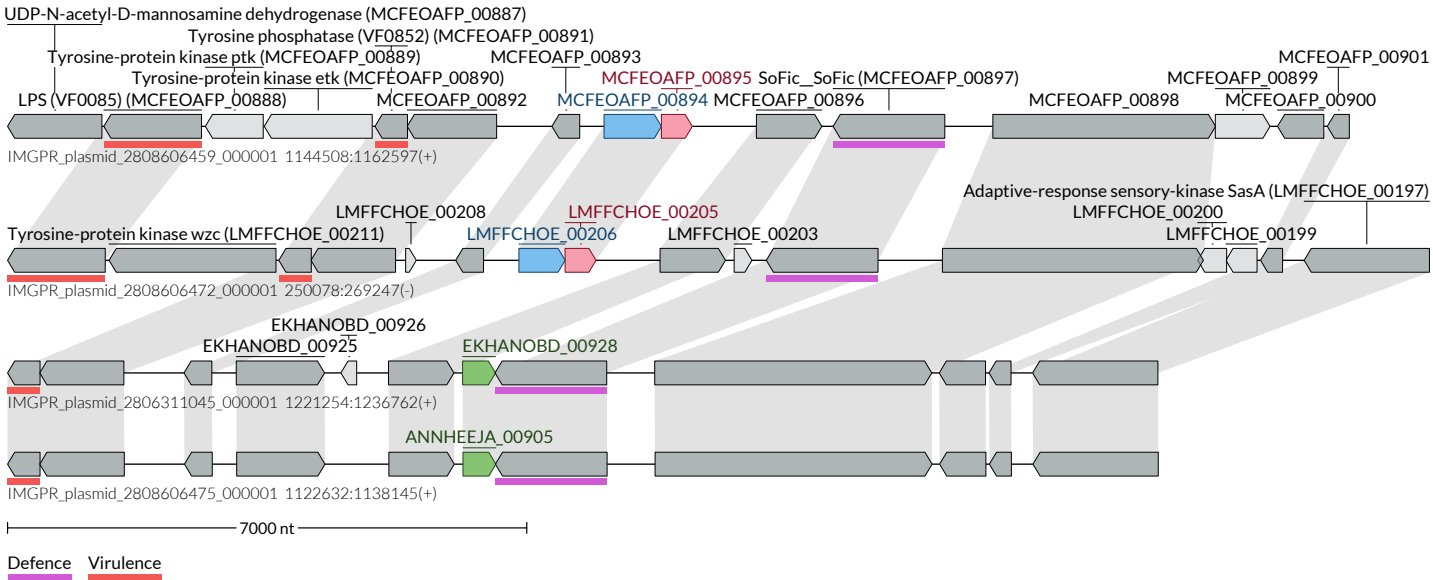 UDP-N-acetyl-D-mannosamine dehydrogenase (MCFEOAFP_00887)
Tyrosine phosphatase (VF0852) (MCFEOAFP_00891)
Tyrosine-protein kinase ptk (MCFEOAFP_00889) MCFEOAFP_00893 MCFEOAFP_00901
Tyrosine-protein kinase etk (MCFEOAFP_00890) MCFEOAFP_00895 SoFic__SoFic (MCFEOAFP_00897) MCFEOAFP_00899
LPS (VF0085) (MCFEOAFP_00888) MCFEOAFP_00892 MCFEOAFP_00894 MCFEOAFP_00896 MCFEOAFP_00898 MCFEOAFP_00900
IMGPR_plasmid_2808606459_000001 1144508:1162597(+)
Adaptive-response sensory-kinase SasA (LMFFCHOE_00197)
LMFFCHOE_00208 LMFFCHOE_00205 LMFFCHOE_00200
Tyrosine-protein kinase wzc (LMFFCHOE_00211) LMFFCHOE_00206 LMFFCHOE_00203 LMFFCHOE_00199
IMGPR_plasmid_2808606472_000001 250078:269247(-)
EKHANOBD_00926
EKHANOBD_00925 EKHANOBD_00928
IMGPR_plasmid_2806311045_000001 1221254:1236762(+)
ANNHEEJA_00905
IMGPR_plasmid_2808606475_000001 1122632:1138145(+)
7000 nt
Defence Virulence